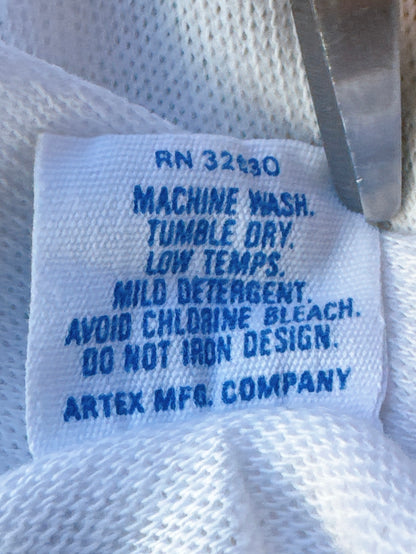 RN
MACHINE WASH.
TUMBLE DRY.
LOW TEMPS.
MILD DETERGENT.
AVOID CHLORINE BLEACH.
DO NOT IRON DESIGN.
ARTEX MFG. COMPANY